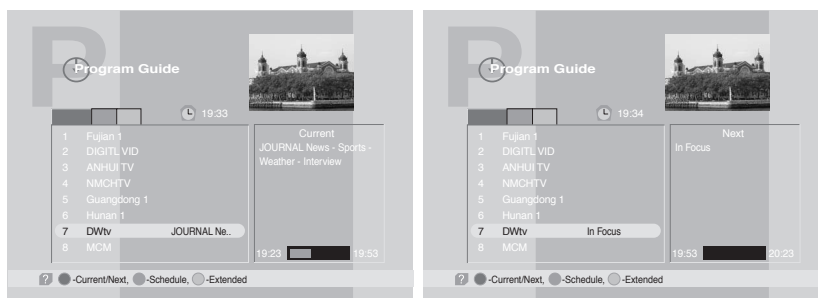 P
Program Guide
19:33
1 Fujian 1
2 DIGITL VID
3 ANHUI TV
4 NMCHTV
5 Guangdong 1
6 Hunan 1
7 DWtv JOURNAL Ne..
8 MCM
Current
JOURNAL News - Sports -
Weather - Interview
19:23 19:53
? -Current/Next, -Schedule, -Extended
P
Program Guide
19:34
1 Fujian 1
2 DIGITL VID
3 ANHUI TV
4 NMCHTV
5 Guangdong 1
6 Hunan 1
7 DWtv In Focus
8 MCM
Next
In Focus
19:53 20:23
? -Current/Next, -Schedule, -Extended